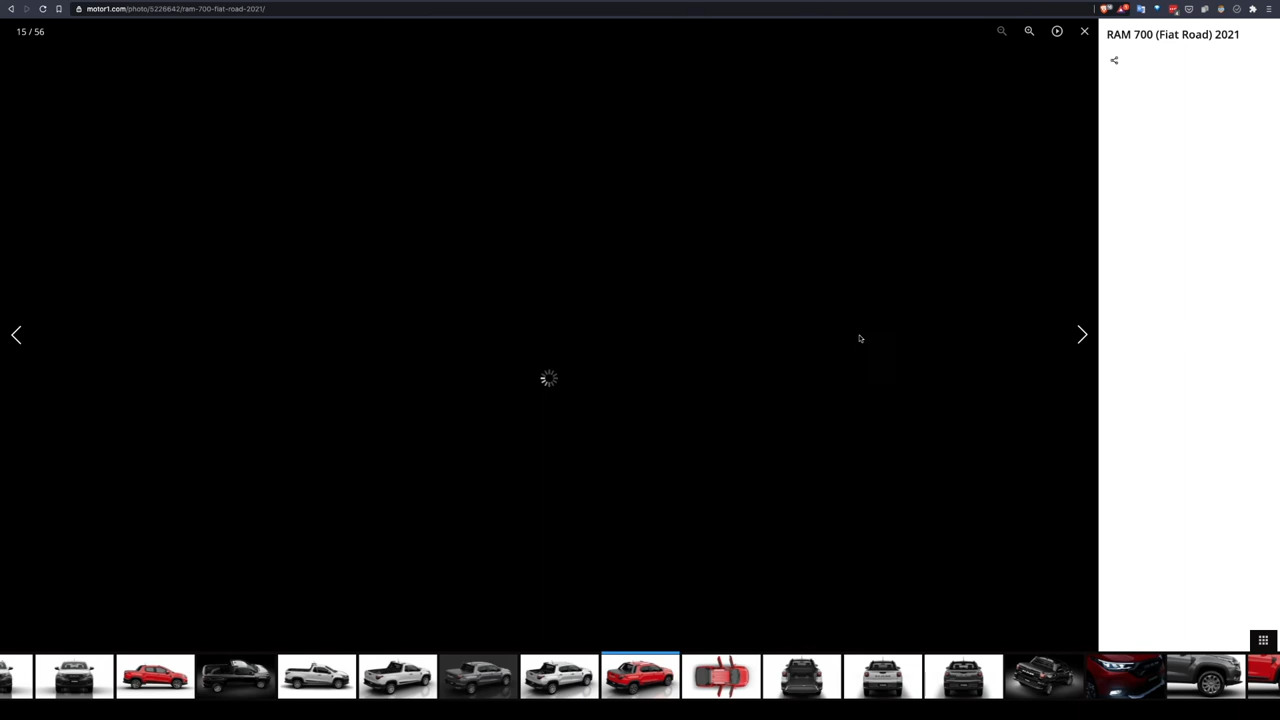 motor1.com/photo/5226642/ram-700-fiat-road-2021/
15 / 56
RAM 700 (Fiat Road) 2021